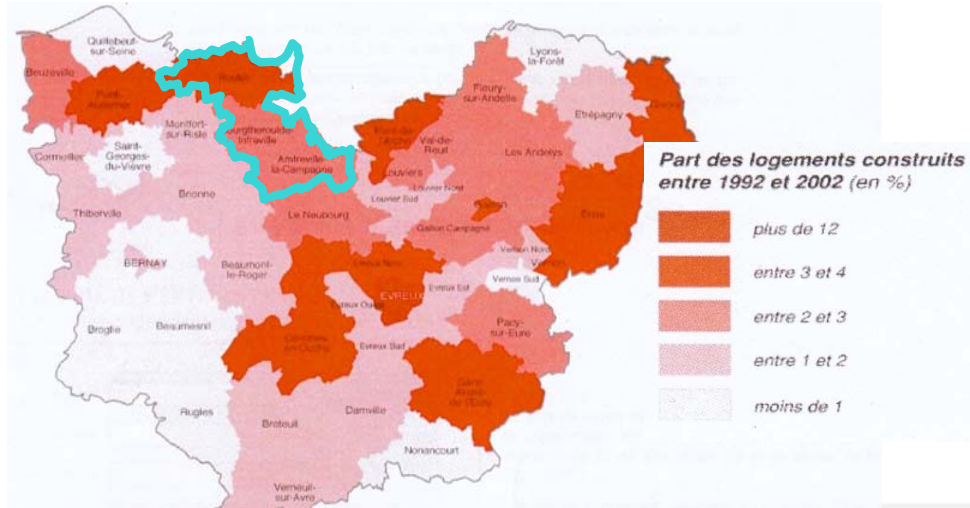 Quillebeuf-
sur-Seine
Beuzeville
Pont-
Audemer
Routot
Montfort-
sur-Risle
Bourgtheroulde-
Infreville
Amfreville
la-Campagne
Saint-
Georges-
du-Vièvre
Cormeilles
Thiberville
Brionne
Le Neubourg
BERNAY
Beaumont-
le-Roger
Broglie
Beaumesnil
Rugles
Breteuil
Damville
Verneuil-
sur-Avre
Nonancourt
Conches
en-Ouche
Evreux Nord
Evreux Ouest
EVREUX
Evreux Est
Evreux Sud
Saint-
André-
de l'Eure
Pacy-
sur-Eure
Vernon Nord
Vernon
Vernon Sud
Gaillon Campagne
Gaillon
Louvier Nord
Louvier Sud
Louviers
Val-de-
Reuil
Pont-de-
l'Arche
Les Andelys
Fleury-
sur-Andelle
Lyons-
la-Forêt
Etrépagny
Gisors
Ecos
Part des logements construits
entre 1992 et 2002 (en %)
plus de 12
entre 3 et 4
entre 2 et 3
entre 1 et 2
moins de 1